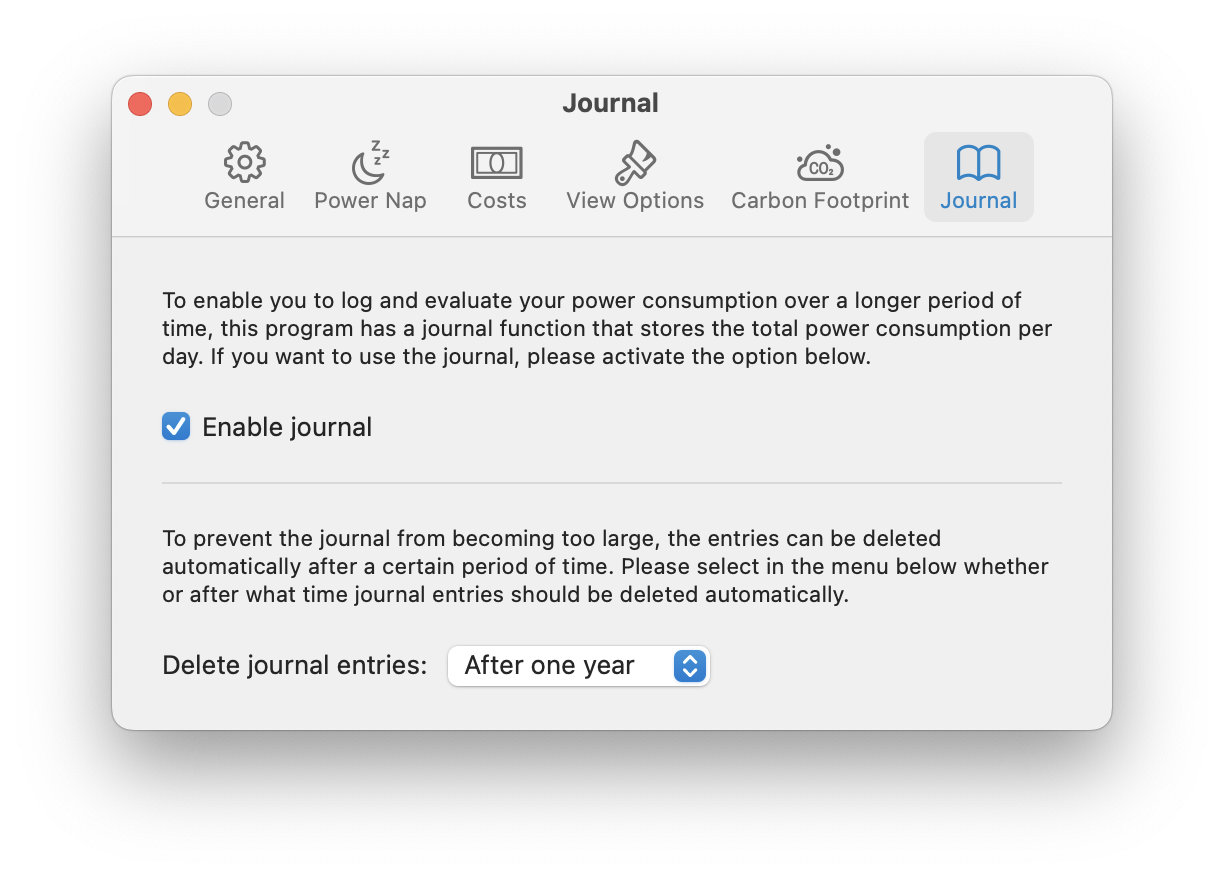 Journal
General
Power Nap
Costs
View Options
CO₂
Carbon Footprint
Journal
To enable you to log and evaluate your power consumption over a longer period of
time, this program has a journal function that stores the total power consumption per
day. If you want to use the journal, please activate the option below.
Enable journal
To prevent the journal from becoming too large, the entries can be deleted
automatically after a certain period of time. Please select in the menu below whether
or after what time journal entries should be deleted automatically.
Delete journal entries: After one year